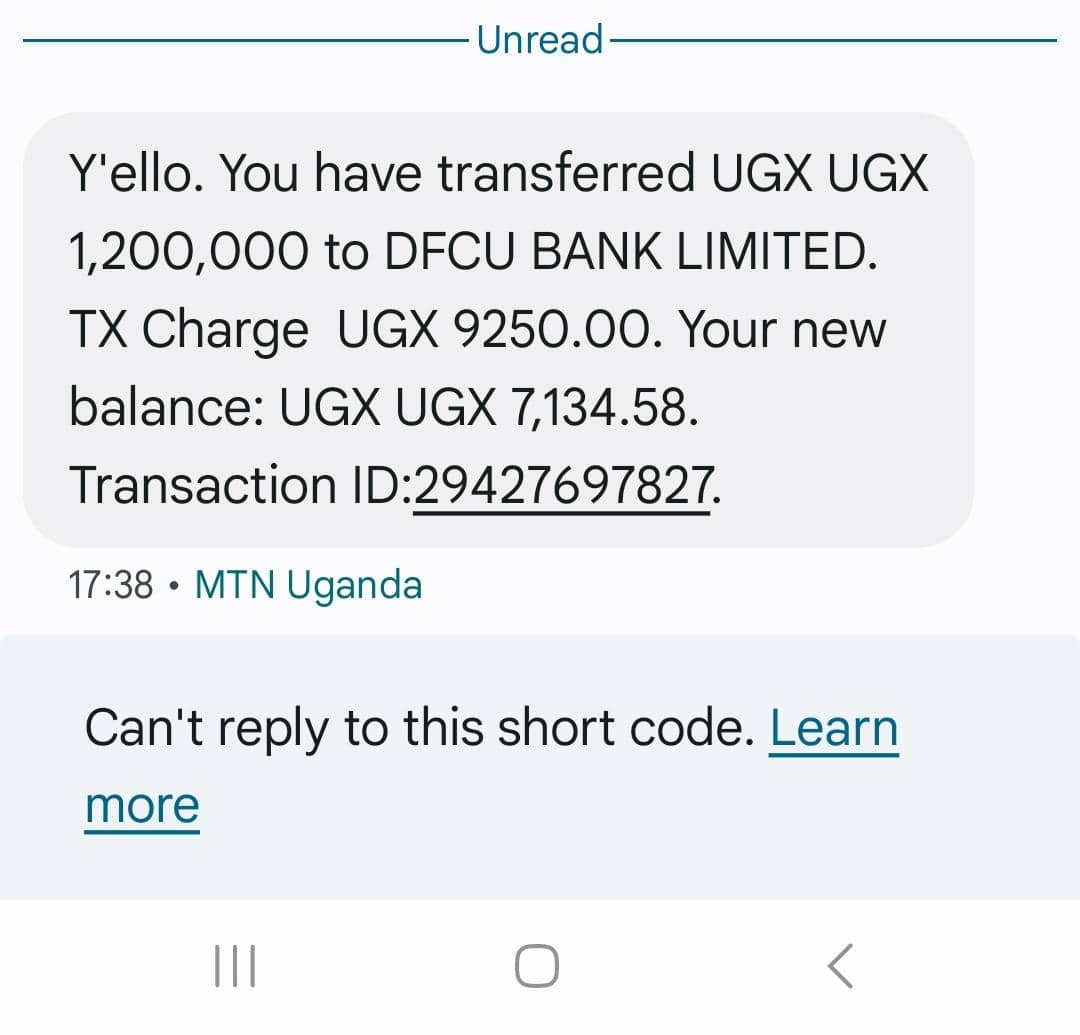 Unread
Y'ello. You have transferred UGX UGX
1,200,000 to DFCU BANK LIMITED.
TX Charge  UGX 9250.00. Your new
balance: UGX UGX 7,134.58.
Transaction ID:29427697827.
17:38 • MTN Uganda
Can't reply to this short code. Learn
more